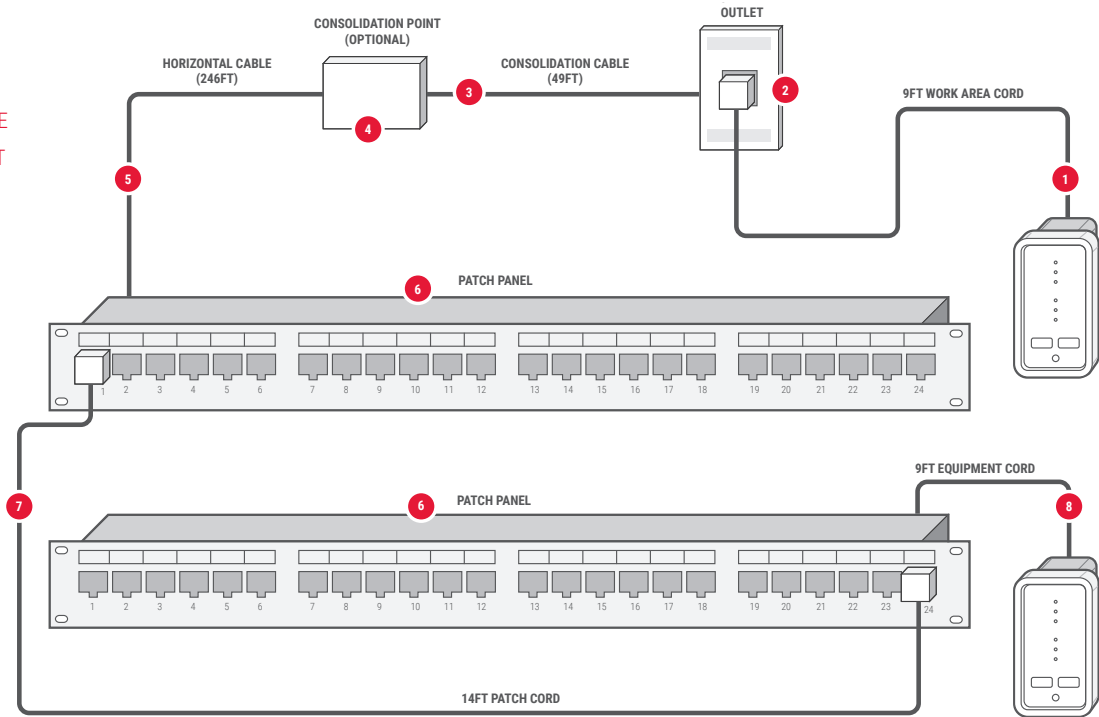 OUTLET
CONSOLIDATION POINT
(OPTIONAL)
HORIZONTAL CABLE
(246FT)
CONSOLIDATION CABLE
(49FT)
9FT WORK AREA CORD
E
T
3
2
4
5
1
PATCH PANEL
6
1 2 3 4 5 6 7 8 9 10 11 12 13 14 15 16 17 18 19 20 21 22 23 24
9FT EQUIPMENT CORD
7
PATCH PANEL
6
8
1 2 3 4 5 6 7 8 9 10 11 12 13 14 15 16 17 18 19 20 21 22 23 24
14FT PATCH CORD